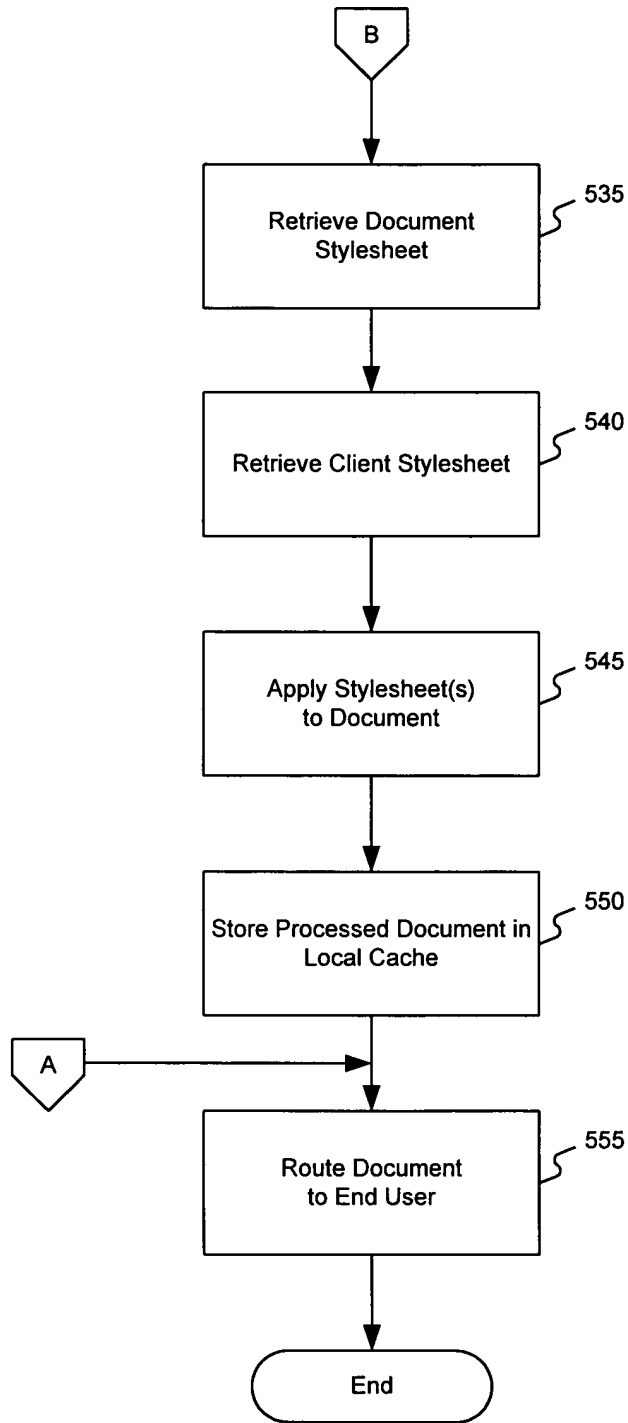 B
Retrieve Document
Stylesheet
535
Retrieve Client Stylesheet
540
Apply Stylesheet(s)
to Document
545
Store Processed Document in
Local Cache
550
A
Route Document
to End User
555
End